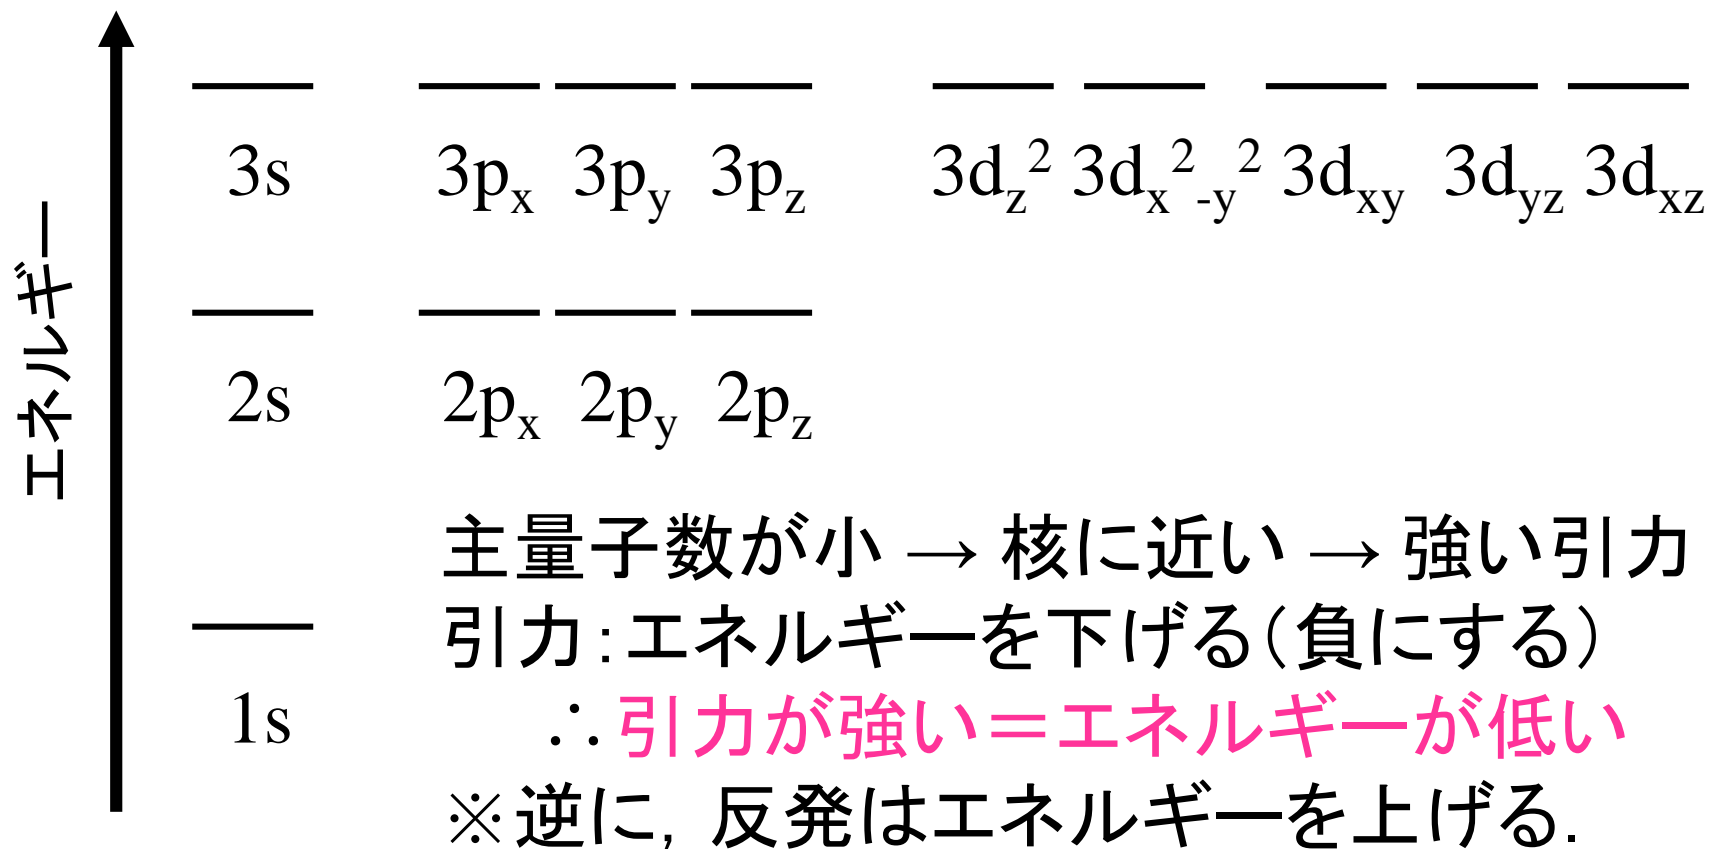 エネルギー
3s 3px 3py 3pz 3dz² 3dx²-y² 3dxy 3dyz 3dxz
2s 2px 2py 2pz
主量子数が小 → 核に近い → 強い引力
引力:エネルギーを下げる(負にする)
1s
∴引力が強い=エネルギーが低い
※逆に, 反発はエネルギーを上げる.